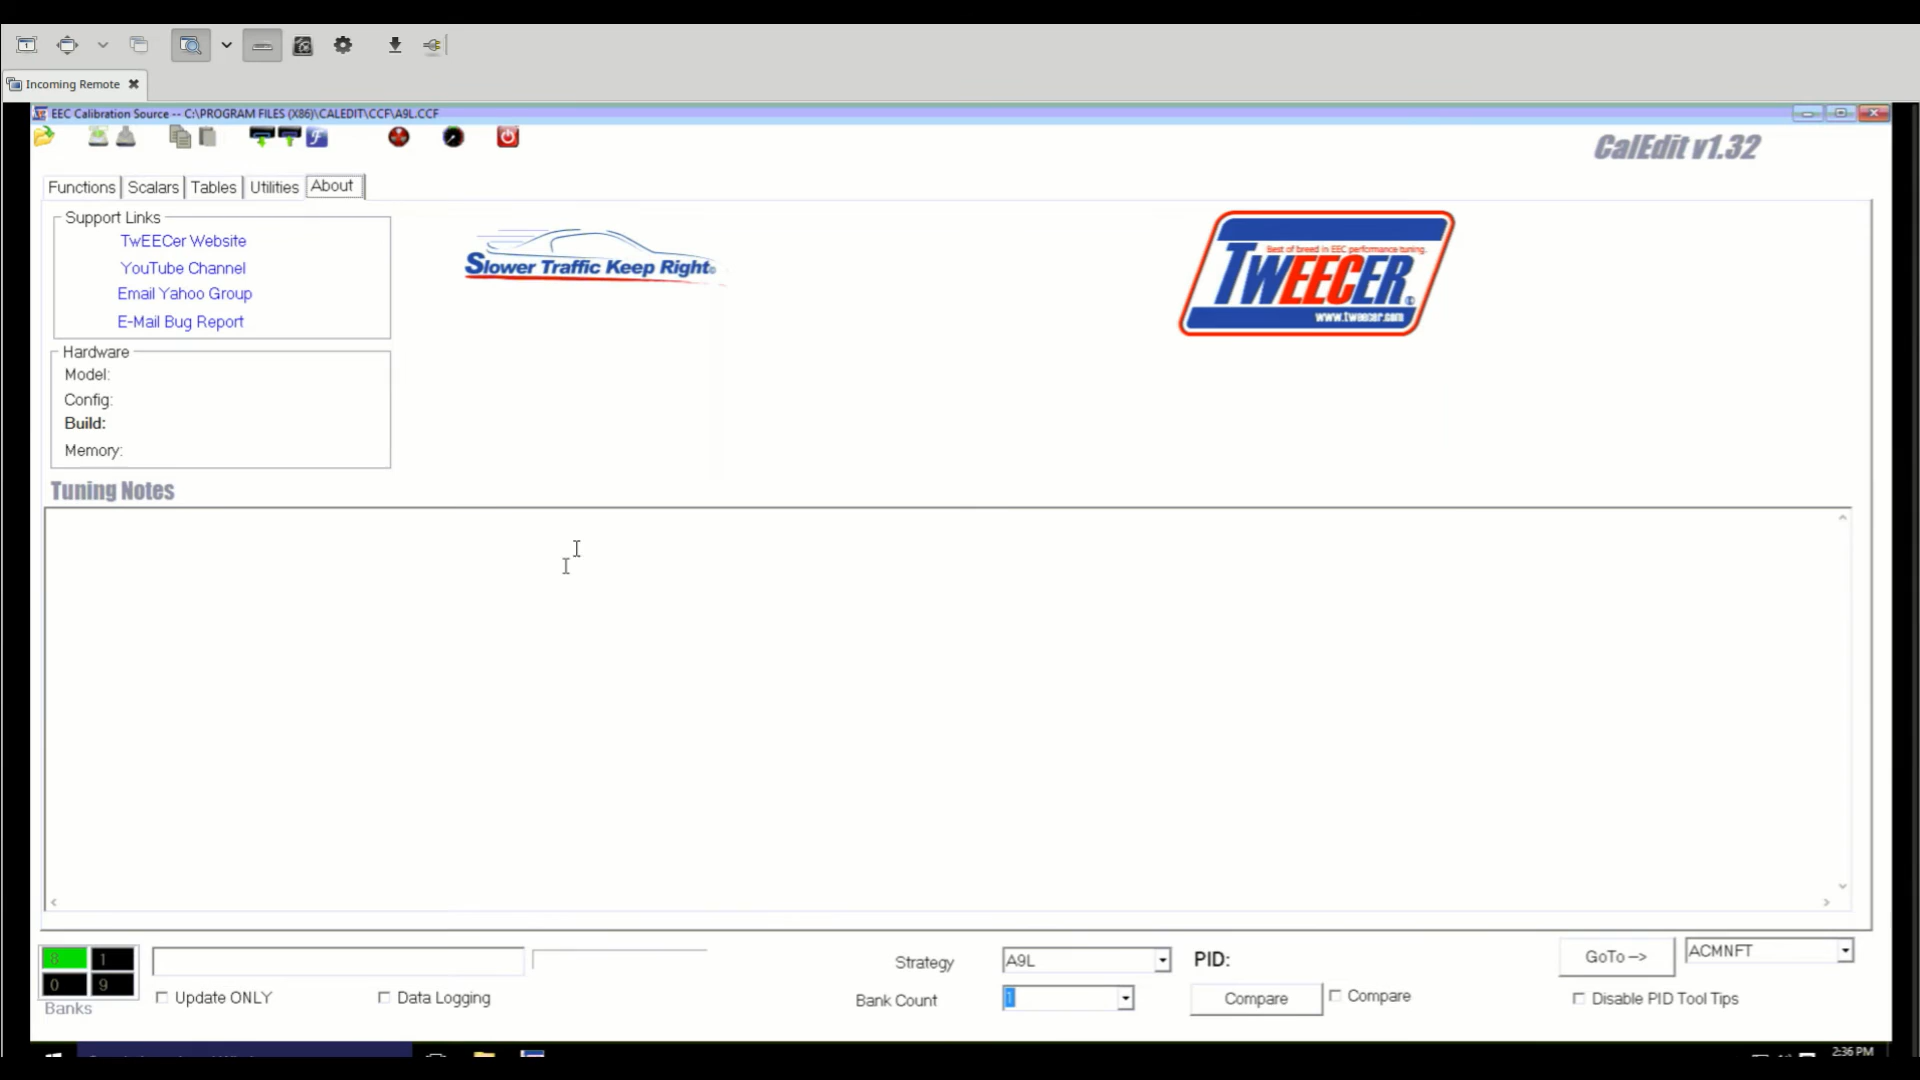 Incoming Remote
EEC Calibration Source -- C:\PROGRAM FILES (X86)\CALEDIT\CCF\A9L.CCF
CalEdit v1.32
Functions Scalars Tables Utilities About
Support Links
TwEECer Website
YouTube Channel
Email Yahoo Group
E-Mail Bug Report
Slower Traffic Keep Right
Best of breed in EEC performance tuning.
TWEECER
www.tweecer.com
Hardware
Model:
Config:
Build:
Memory:
Tuning Notes
8 1
0 9
Banks
Update ONLY
Data Logging
Strategy
A9L
PID:
GoTo -->
ACMNFT
Bank Count
1
Compare
Compare
Disable PID Tool Tips
2:36 PM